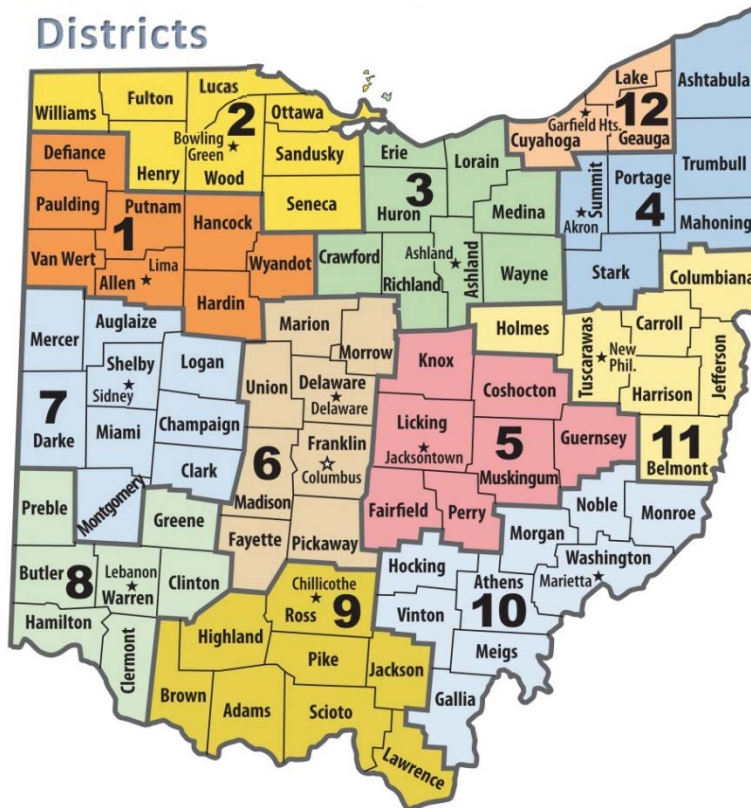 Districts
Williams
Fulton
Lucas
2
Ottawa
Bowling
Green
Henry
Wood
Sandusky
Seneca
Defiance
Paulding
Putnam
1
Hancock
Van Wert
Lima
Allen
Wyandot
Hardin
Erie
Lorain
3
Huron
Medina
Crawford
Ashland
Richland
Ashland
Wayne
Lake
12
Garfield Hts.
Cuyahoga
Geauga
Ashtabula
Trumbull
Summit
Portage
4
Akron
Mahoning
Stark
Columbiana
Holmes
Tuscarawas
Carroll
New
Phil.
Jefferson
Harrison
11
Belmont
Mercer
Auglaize
Shelby
Sidney
Logan
7
Darke
Miami
Champaign
Clark
Montgomery
Marion
Morrow
Union
Delaware
Delaware
Franklin
Columbus
6
Madison
Fayette
Pickaway
Knox
Coshocton
Licking
Jacksontown
5
Muskingum
Guernsey
Fairfield
Perry
Preble
Greene
Butler
8
Lebanon
Warren
Clinton
Hamilton
Clermont
Chillicothe
Ross
9
Highland
Pike
Jackson
Brown
Adams
Scioto
Lawrence
Noble
Monroe
Morgan
Washington
Marietta
Hocking
Athens
10
Vinton
Meigs
Gallia